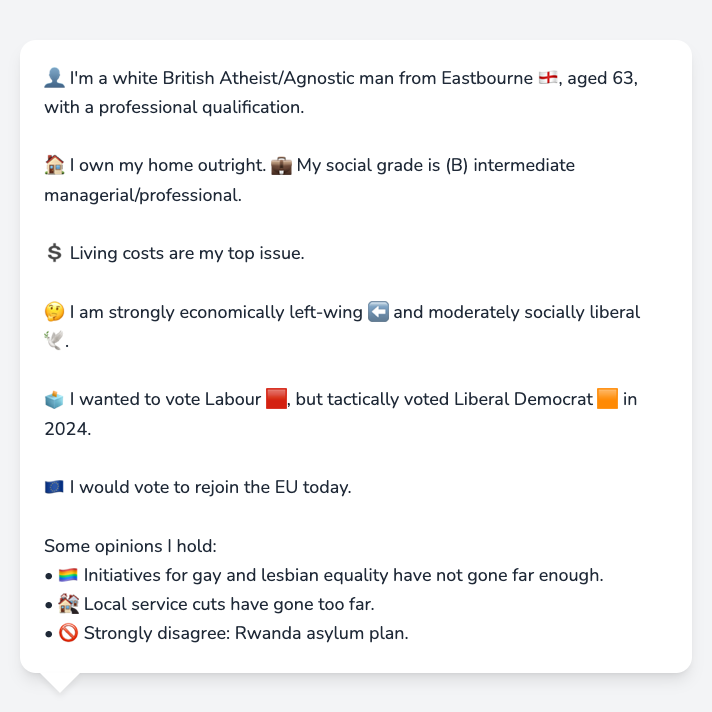 👤 I'm a white British Atheist/Agnostic man from Eastbourne 🏴󠁧󠁢󠁥󠁮󠁧󠁿, aged 63,
with a professional qualification.
🏠 I own my home outright. 💼 My social grade is (B) intermediate
managerial/professional.
💲 Living costs are my top issue.
🤔 I am strongly economically left-wing ⬅️ and moderately socially liberal
🕊️.
🗳️ I wanted to vote Labour 🟥, but tactically voted Liberal Democrat 🟧 in
2024.
🇪🇺 I would vote to rejoin the EU today.
Some opinions I hold:
• 🏳️‍🌈 Initiatives for gay and lesbian equality have not gone far enough.
• 🏚️ Local service cuts have gone too far.
• 🚫 Strongly disagree: Rwanda asylum plan.